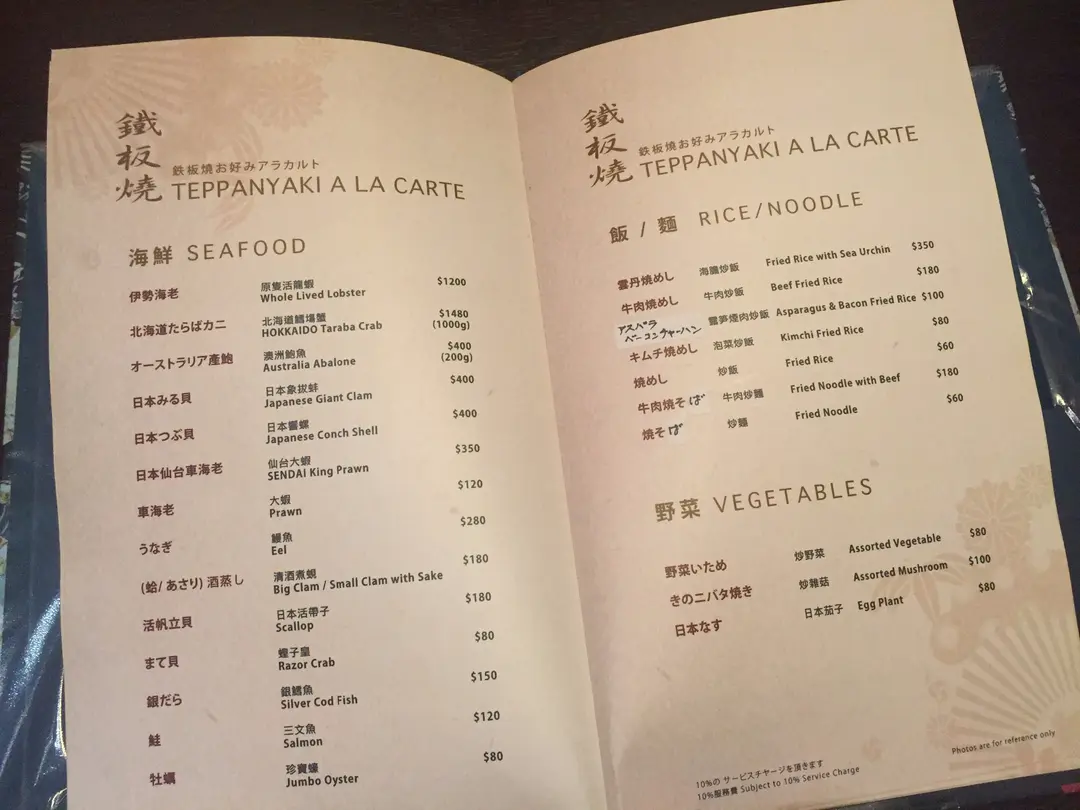 鐵板燒
鉄板燒お好みアラカルト
TEPPANYAKI A LA CARTE
海鮮 SEAFOOD
伊勢海老 原隻活龍蝦 $1200
Whole Lived Lobster
北海道たらばカニ 北海道鱈場蟹 $1480
HOKKAIDO Taraba Crab (1000g)
オーストラリア產鮑 澳洲鮑魚 $400
Australia Abalone (200g)
日本みる貝 日本象拔蚌 $400
Japanese Giant Clam
日本つぶ貝 日本響螺 $400
Japanese Conch Shell
日本仙台車海老 仙台大蝦 $350
SENDAI King Prawn
車海老 大蝦 $120
Prawn
うなぎ 鰻魚 $280
Eel
(蛤/あさり) 酒蒸し 清酒煮蜆 $180
Big Clam / Small Clam with Sake
活帆立貝 日本活帶子 $180
Scallop
まて貝 蟶子皇 $80
Razor Crab
銀だら 銀鱈魚 $150
Silver Cod Fish
鮭 三文魚 $120
Salmon
牡蠣 珍寶蠔 $80
Jumbo Oyster
鐵板燒
鉄板燒お好みアラカルト
TEPPANYAKI A LA CARTE
飯 / 麵 RICE/NOODLE
雲丹焼めし 海膽炒飯 Fried Rice with Sea Urchin $350
牛肉焼めし 牛肉炒飯 Beef Fried Rice $180
アスパラ
ベーコンチャーハン 露笋煙肉炒飯 Asparagus & Bacon Fried Rice $100
キムチ焼めし 泡菜炒飯 Kimchi Fried Rice $80
焼めし 炒飯 Fried Rice $60
牛肉焼そば 牛肉炒麵 Fried Noodle with Beef $180
焼そば 炒麵 Fried Noodle $60
野菜 VEGETABLES
野菜いため 炒野菜 Assorted Vegetable $80
きのニバタ焼き 炒雜菇 Assorted Mushroom $100
日本なす 日本茄子 Egg Plant $80
Photos are for reference only
10%の サービスチヤージを頂きます
10%服務費 Subject to 10% Service Charge